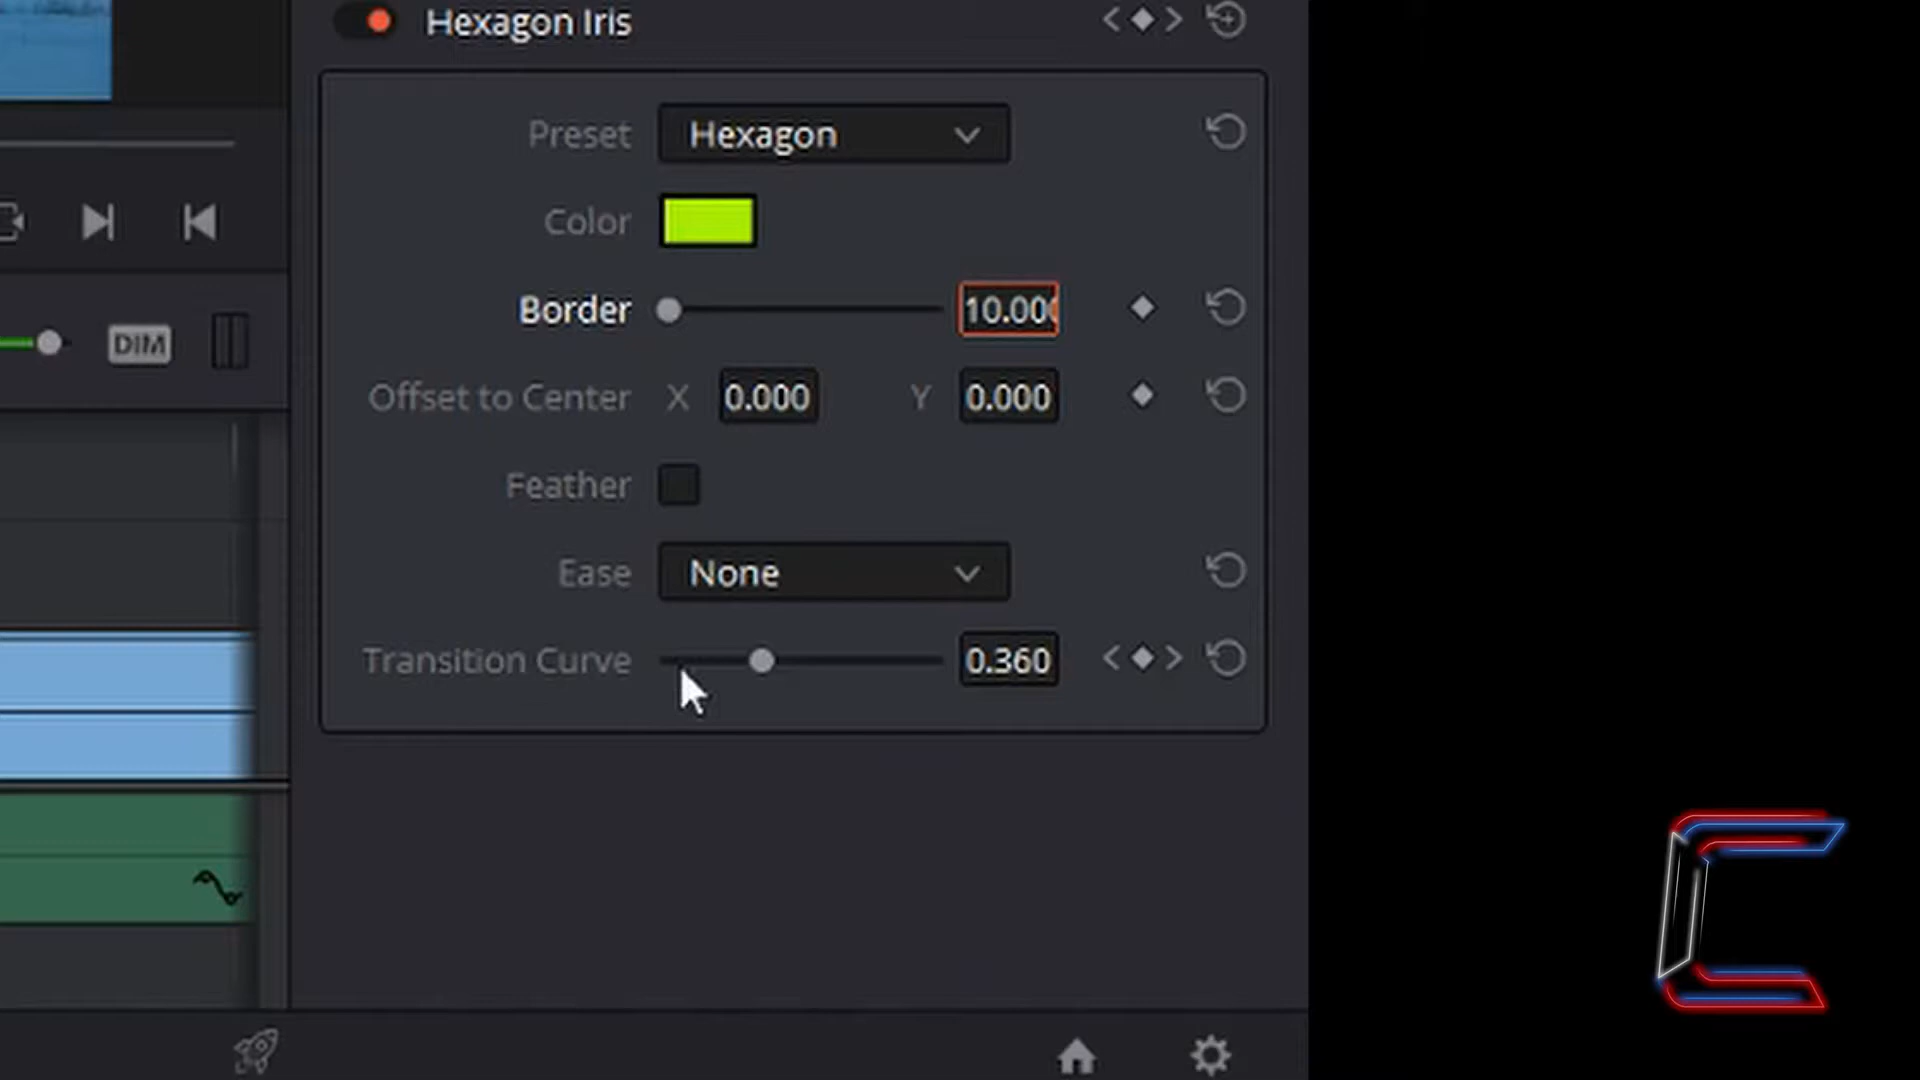 Hexagon Iris
Preset Hexagon
Color
Border 10.000
Offset to Center X 0.000 Y 0.000
DIM
Feather
Ease None
Transition Curve 0.360